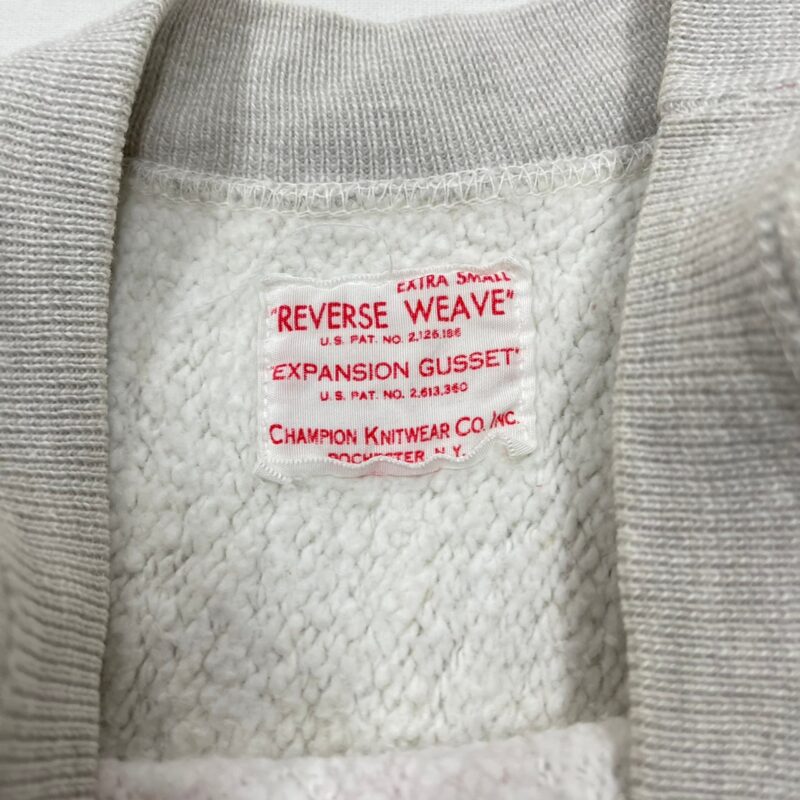 EXTRA SMALL
"REVERSE WEAVE"
U.S. PAT. NO. 2,126,186
"EXPANSION GUSSET"
U.S. PAT. NO. 2,613,360
CHAMPION KNITWEAR CO. INC.
ROCHESTER, N.Y.